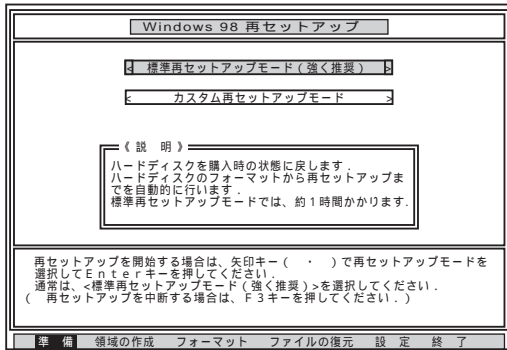 Windows 98 再セットアップ
< 標準再セットアップモード(強く推奨) >
< カスタム再セットアップモード >
《 説 明 》
ハードディスクを購入時の状態に戻します.
ハードディスクのフォーマットから再セットアップま
でを自動的に行います.
標準再セットアップモードでは、約1時間かかります.
再セットアップを開始する場合は、矢印キー( ・ )で再セットアップモードを
選択してEnterキーを押してください.
通常は、<標準再セットアップモード(強く推奨)>を選択してください.
( 再セットアップを中断する場合は、F3キーを押してください.)
準 備 領域の作成 フォーマット ファイルの復元 設 定 終 了